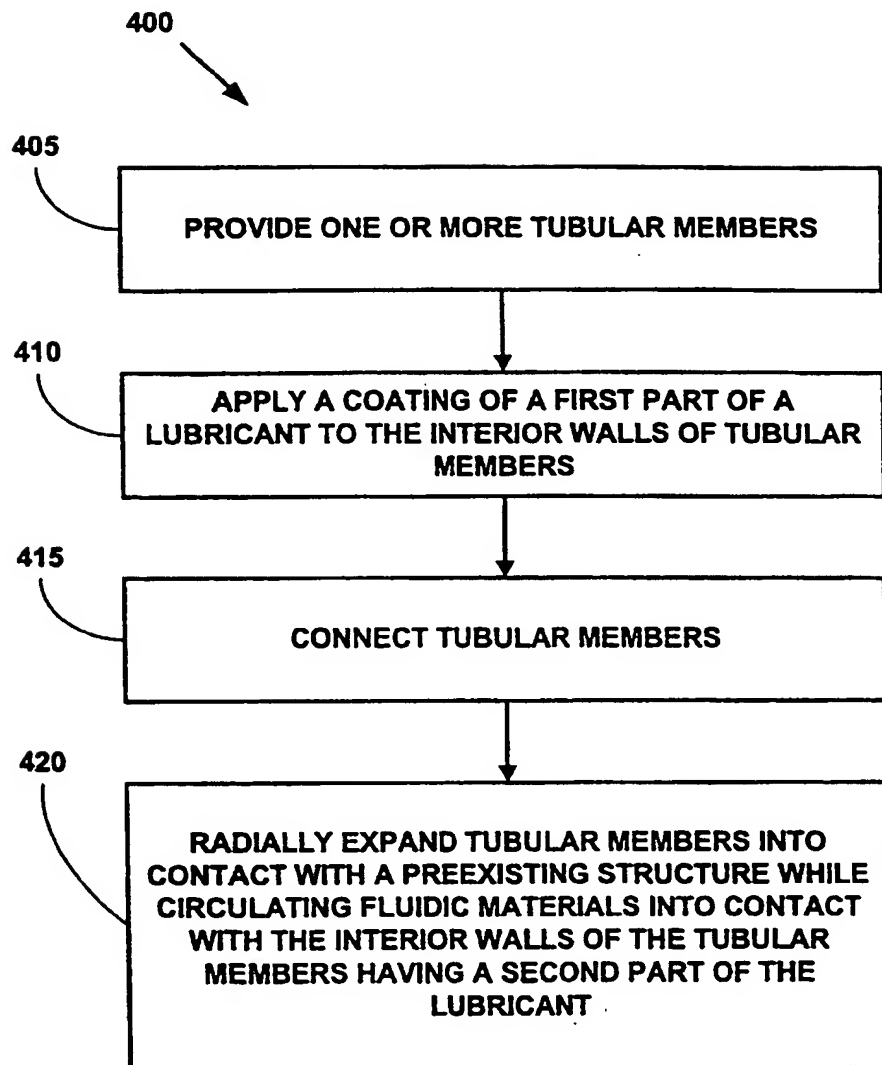 400
405
PROVIDE ONE OR MORE TUBULAR MEMBERS
410
APPLY A COATING OF A FIRST PART OF A
LUBRICANT TO THE INTERIOR WALLS OF TUBULAR
MEMBERS
415
CONNECT TUBULAR MEMBERS
420
RADIALLY EXPAND TUBULAR MEMBERS INTO
CONTACT WITH A PREEXISTING STRUCTURE WHILE
CIRCULATING FLUIDIC MATERIALS INTO CONTACT
WITH THE INTERIOR WALLS OF THE TUBULAR
MEMBERS HAVING A SECOND PART OF THE
LUBRICANT